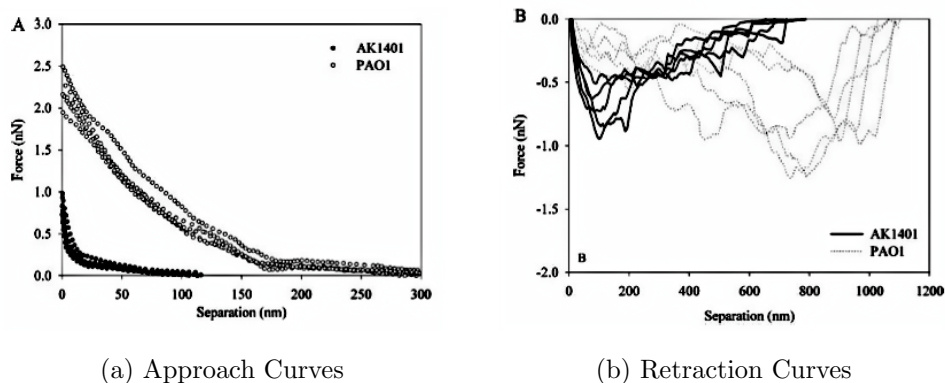 A
3.0
2.5
2.0
1.5
1.0
0.5
0.0
Force (nN)
0 50 100 150 200 250 300
Separation (nm)
AK1401
PAO1
B
0.0
-0.5
-1.0
-1.5
-2.0
Force (nN)
0 200 400 600 800 1000 1200
Separation (nm)
AK1401
PAO1
B
(a) Approach Curves
(b) Retraction Curves